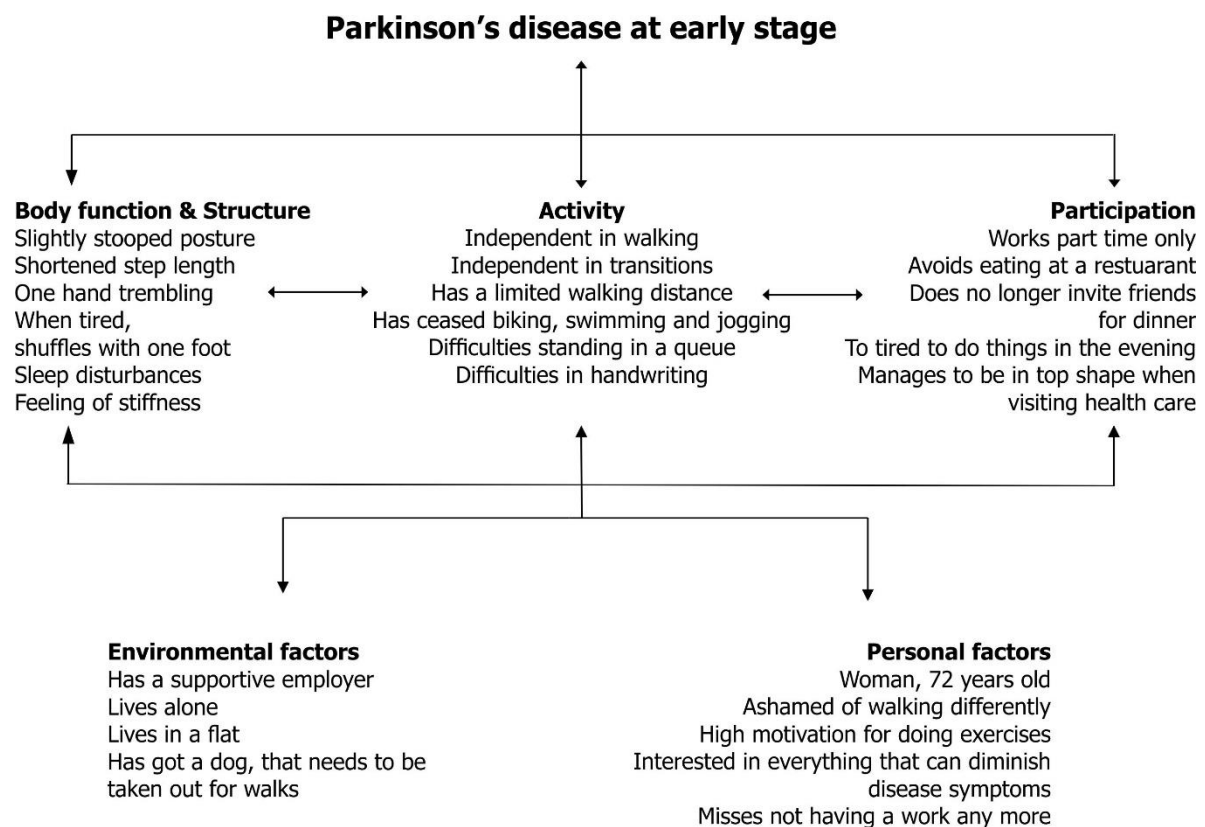 Parkinson’s disease at early stage
Body function & Structure
Slightly stooped posture
Shortened step length
One hand trembling
When tired,
shuffles with one foot
Sleep disturbances
Feeling of stiffness
Activity
Independent in walking
Independent in transitions
Has a limited walking distance
Has ceased biking, swimming and jogging
Difficulties standing in a queue
Difficulties in handwriting
Participation
Works part time only
Avoids eating at a restuarant
Does no longer invite friends
for dinner
To tired to do things in the evening
Manages to be in top shape when
visiting health care
Environmental factors
Has a supportive employer
Lives alone
Lives in a flat
Has got a dog, that needs to be
taken out for walks
Personal factors
Woman, 72 years old
Ashamed of walking differently
High motivation for doing exercises
Interested in everything that can diminish
disease symptoms
Misses not having a work any more